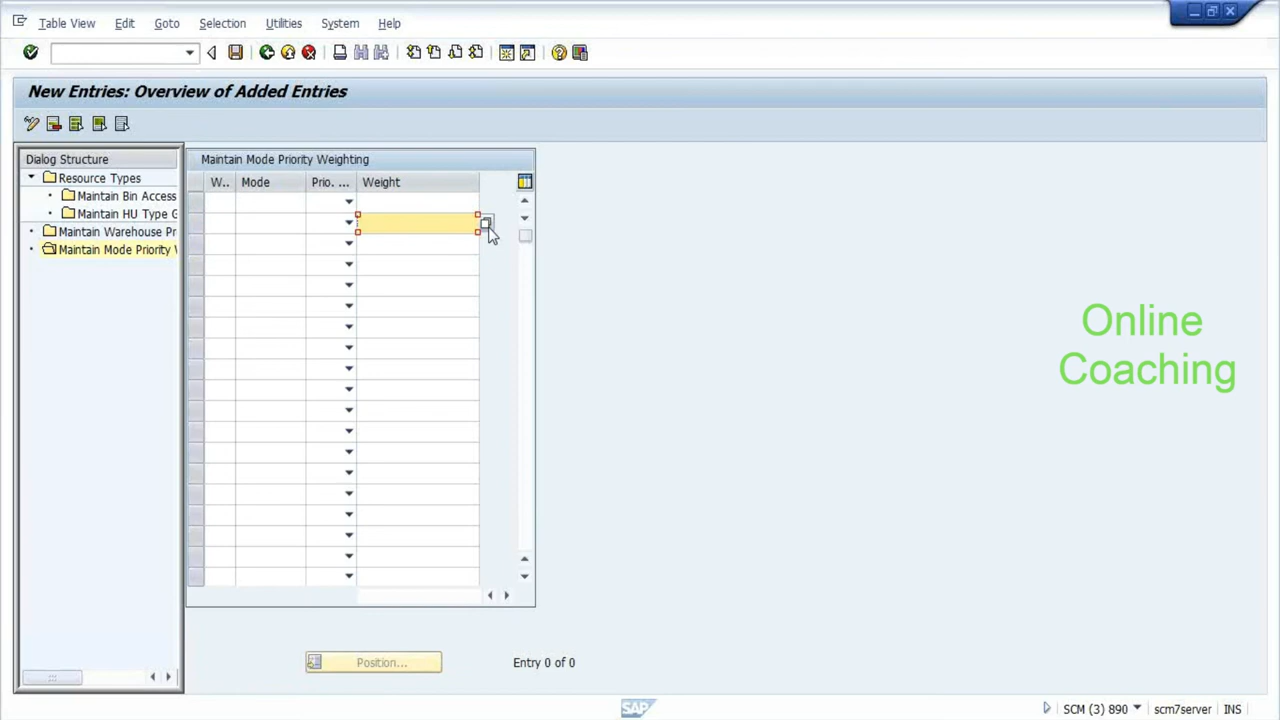 Table View Edit Goto Selection Utilities System Help
New Entries: Overview of Added Entries
Dialog Structure
Resource Types
Maintain Bin Access
Maintain HU Type G
Maintain Warehouse Pr
Maintain Mode Priority
Maintain Mode Priority Weighting
W.. Mode Prio. ... Weight
Online
Coaching
Position... Entry 0 of 0
SAP SCM (3) 890 scm7server INS